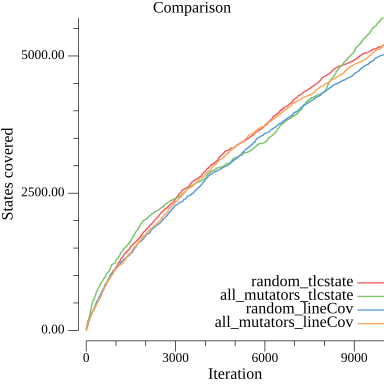 Comparison
States covered
5000.00
2500.00
0.00
random_tlcstate
all_mutators_tlcstate
random_lineCov
all_mutators_lineCov
0 3000 6000 9000
Iteration